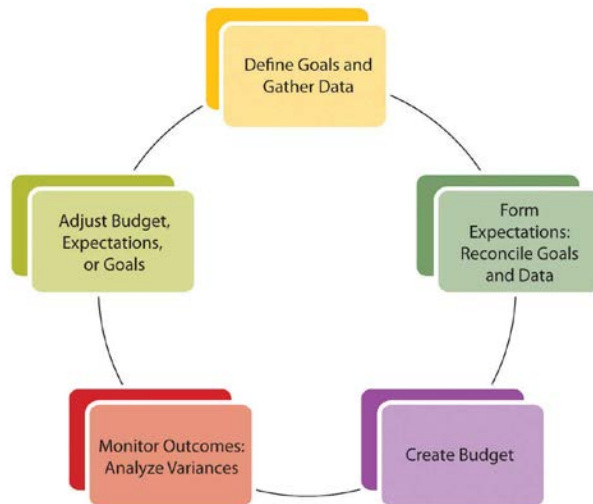 Define Goals and
Gather Data
Form
Expectations:
Reconcile Goals
and Data
Create Budget
Monitor Outcomes:
Analyze Variances
Adjust Budget,
Expectations,
or Goals